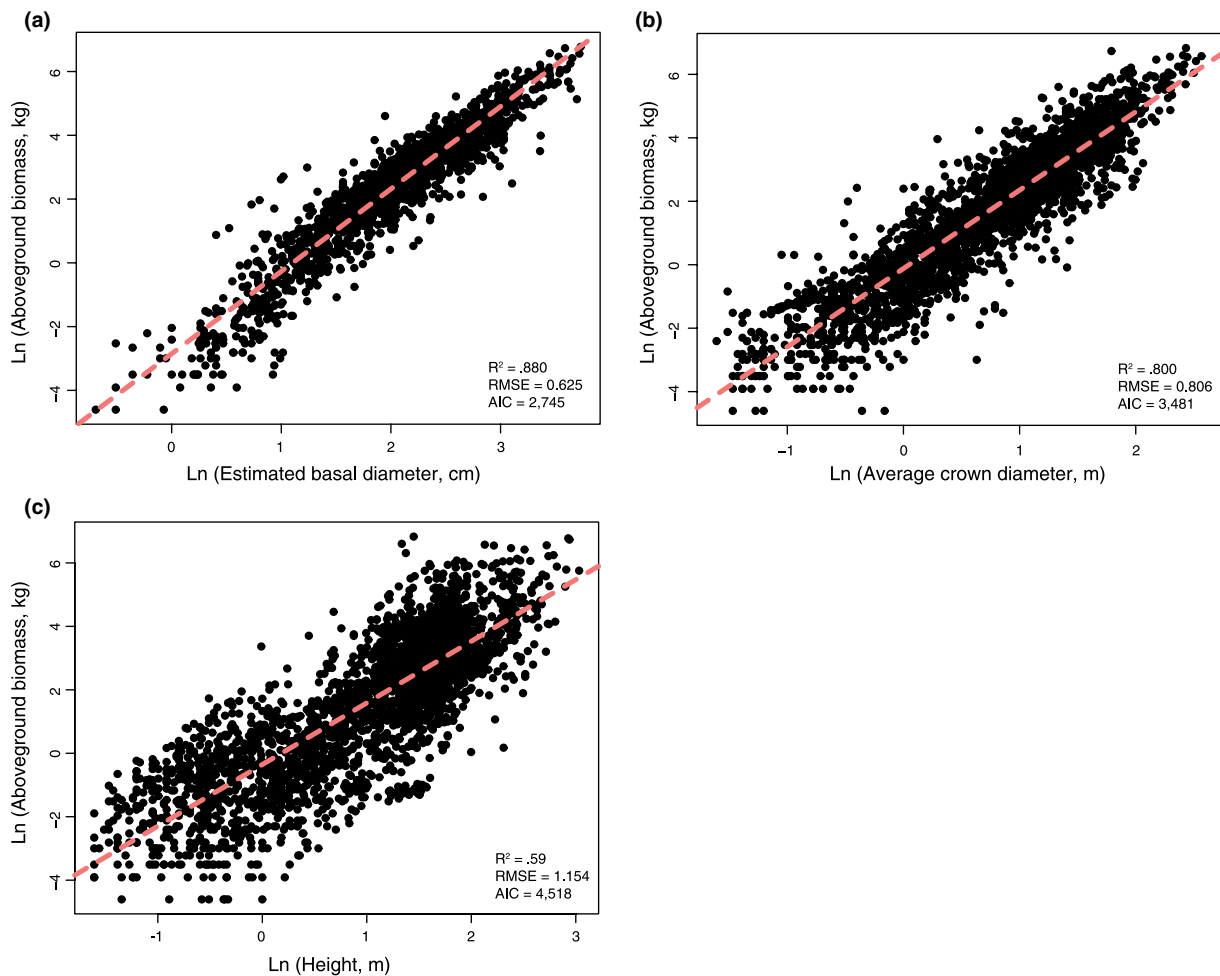 (a)
Ln (Aboveground biomass, kg)
6
4
2
0
−2
−4
R² = .880
RMSE = 0.625
AIC = 2,745
0 1 2 3
Ln (Estimated basal diameter, cm)
(b)
Ln (Aboveground biomass, kg)
6
4
2
0
−2
−4
R² = .800
RMSE = 0.806
AIC = 3,481
−1 0 1 2
Ln (Average crown diameter, m)
(c)
Ln (Aboveground biomass, kg)
6
4
2
0
−2
−4
R² = .59
RMSE = 1.154
AIC = 4,518
-1 0 1 2 3
Ln (Height, m)